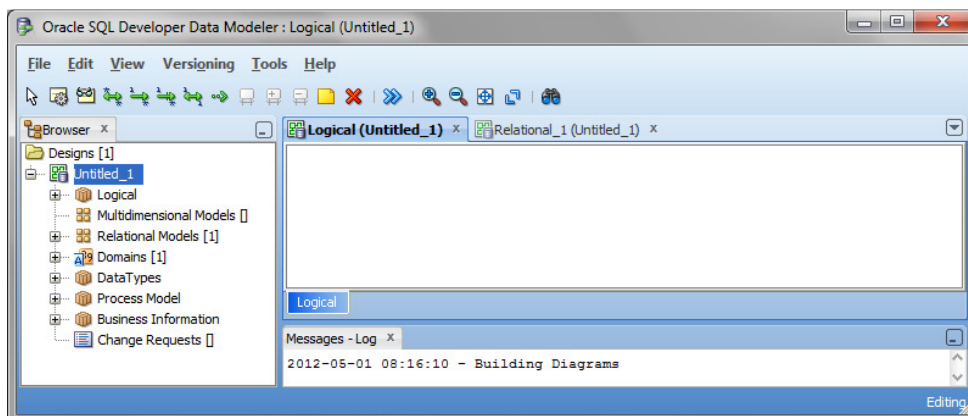 Oracle SQL Developer Data Modeler : Logical (Untitled_1)
File Edit View Versioning Tools Help
Browser x
Designs [1]
Untitled_1
Logical
Multidimensional Models []
Relational Models [1]
Domains [1]
DataTypes
Process Model
Business Information
Change Requests []
Logical (Untitled_1) x Relational_1 (Untitled_1) x
Logical
Messages - Log x
2012-05-01 08:16:10 - Building Diagrams
Editing